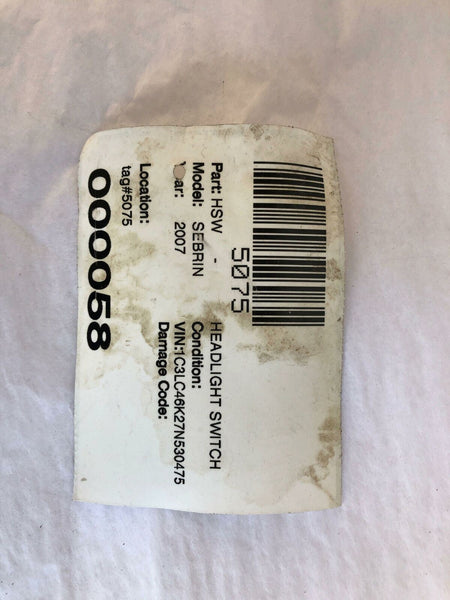 5075
Part: HSW - HEADLIGHT SWITCH
Model: SEBRIN Condition:
ar: 2007 VIN:1C3LC46K27N530475
Damage Code:
Location:
tag#5075
000058